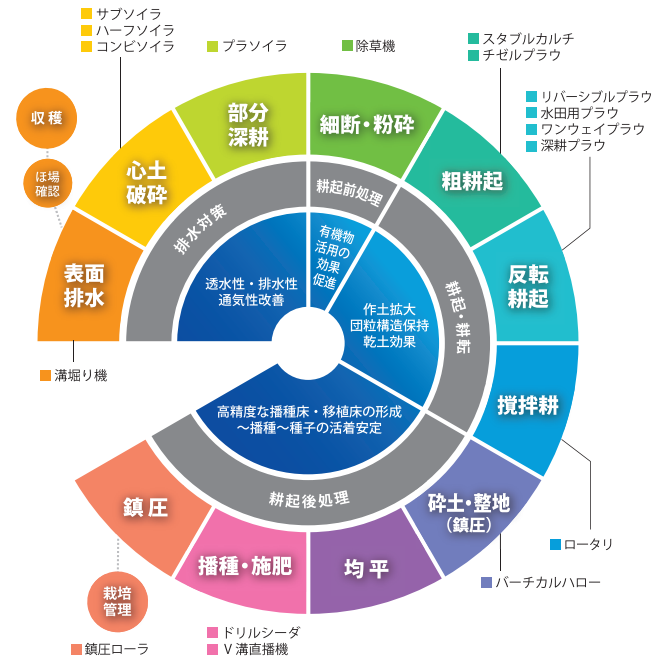 サブソイラ
ハーフソイラ
コンビソイラ
プラソイラ
除草機
スタブルカルチ
チゼルプラウ
リバーシブルプラウ
水田用プラウ
ワンウェイプラウ
深耕プラウ
収穫
ほ場
確認
表面
排水
心土
破砕
部分
深耕
細断・粉砕
粗耕起
反転
耕起
撹拌耕
砕土・整地
（鎮圧）
均平
播種・施肥
鎮圧
排水対策
耕起前処理
耕起・耕転
耕起後処理
透水性・排水性
通気性改善
有機物
活用の
効果
促進
作土拡大
団粒構造保持
乾土効果
高精度な播種床・移植床の形成
～播種～種子の活着安定
溝堀り機
ロータリ
バーチカルハロー
栽培
管理
鎮圧ローラ
ドリルシーダ
V溝直播機